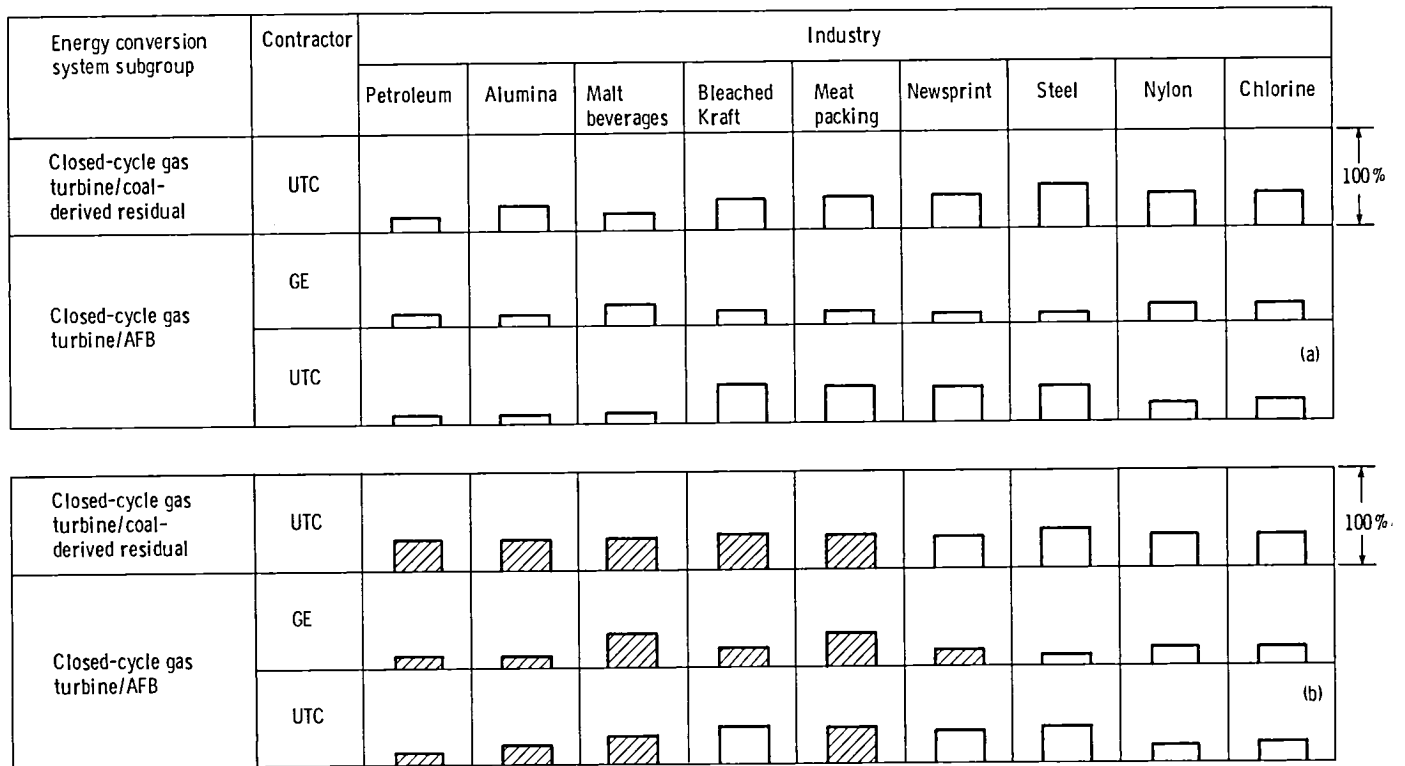 Energy conversion
system subgroup
Contractor
Industry
Petroleum
Alumina
Malt
beverages
Bleached
Kraft
Meat
packing
Newsprint
Steel
Nylon
Chlorine
Closed-cycle gas
turbine/coal-
derived residual
UTC
100%
Closed-cycle gas
turbine/AFB
GE
UTC
(a)
Closed-cycle gas
turbine/coal-
derived residual
UTC
100%
Closed-cycle gas
turbine/AFB
GE
UTC
(b)